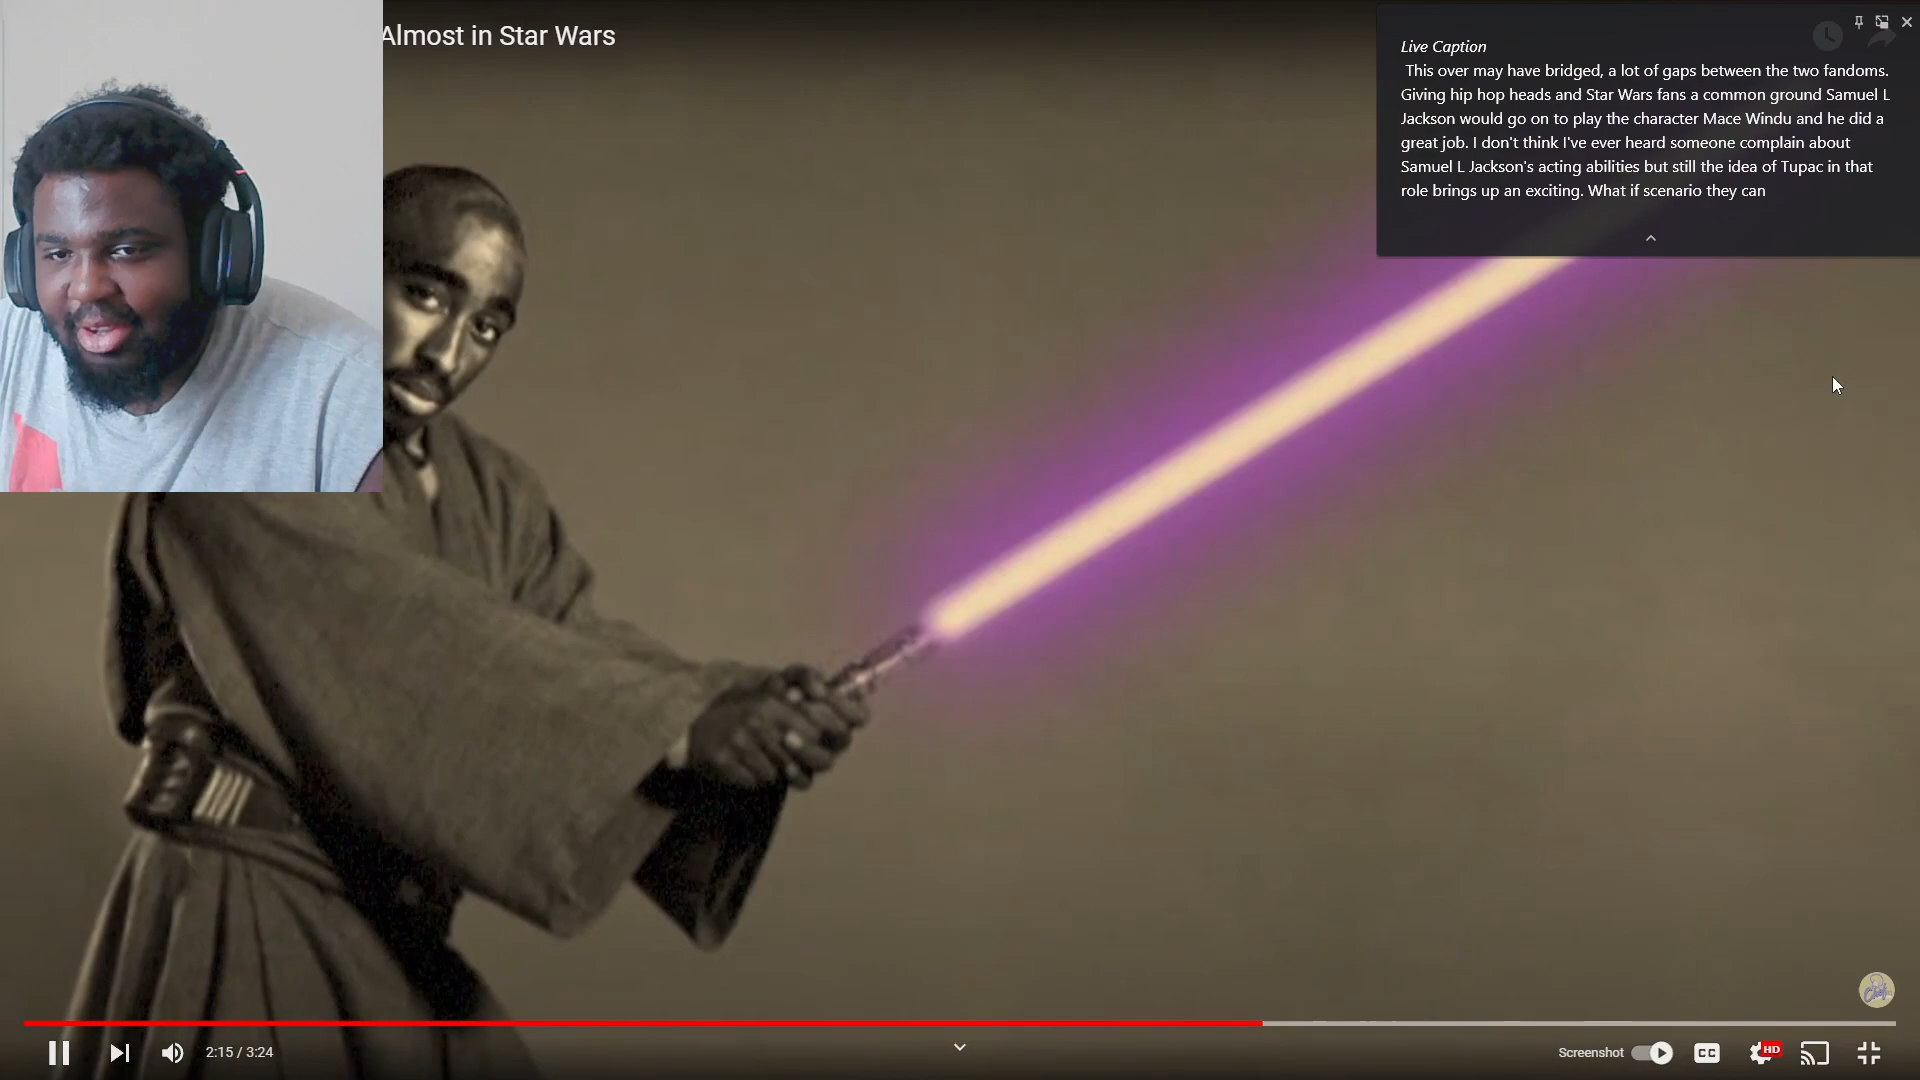 Almost in Star Wars
Live Caption
This over may have bridged, a lot of gaps between the two fandoms.
Giving hip hop heads and Star Wars fans a common ground Samuel L
Jackson would go on to play the character Mace Windu and he did a
great job. I don't think I've ever heard someone complain about
Samuel L Jackson's acting abilities but still the idea of Tupac in that
role brings up an exciting. What if scenario they can
Chef
2:15 / 3:24
Screenshot
CC
HD